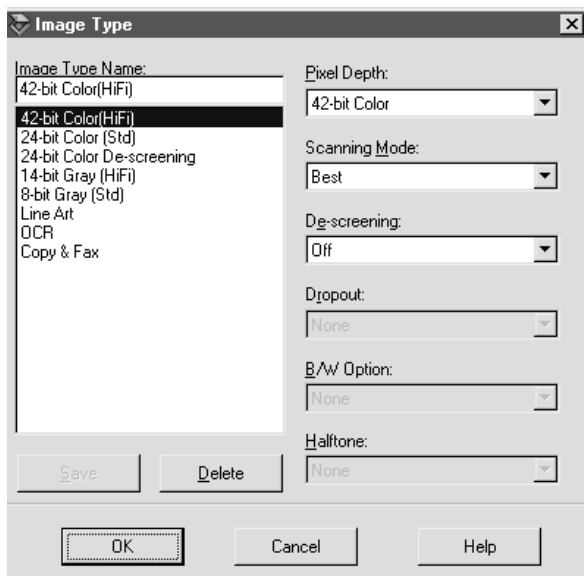 Image Type
Image Type Name:
42-bit Color(HiFi)
42-bit Color(HiFi)
24-bit Color (Std)
24-bit Color De-screening
14-bit Gray (HiFi)
8-bit Gray (Std)
Line Art
OCR
Copy & Fax
Save
Delete
Pixel Depth:
42-bit Color
Scanning Mode:
Best
De-screening:
Off
Dropout:
None
B/W Option:
None
Halftone:
None
OK
Cancel
Help